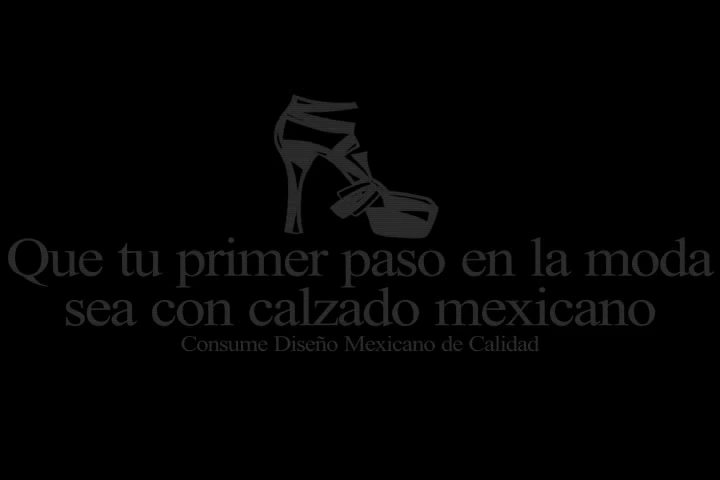 Que tu primer paso en la moda
sea con calzado mexicano
Consume Diseño Mexicano de Calidad